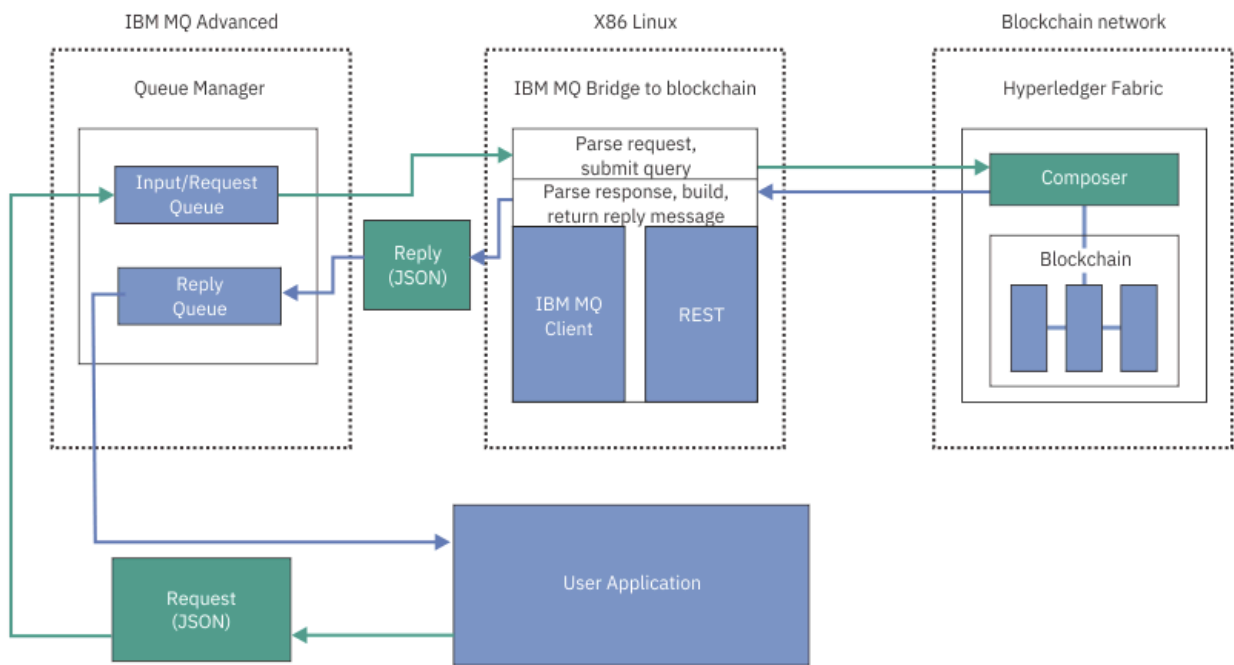 IBM MQ Advanced
X86 Linux
Blockchain network
Queue Manager
IBM MQ Bridge to blockchain
Hyperledger Fabric
Input/Request
Queue
Reply
Queue
Reply
(JSON)
Parse request,
submit query
Parse response, build,
return reply message
IBM MQ
Client
REST
Composer
Blockchain
Request
(JSON)
User Application